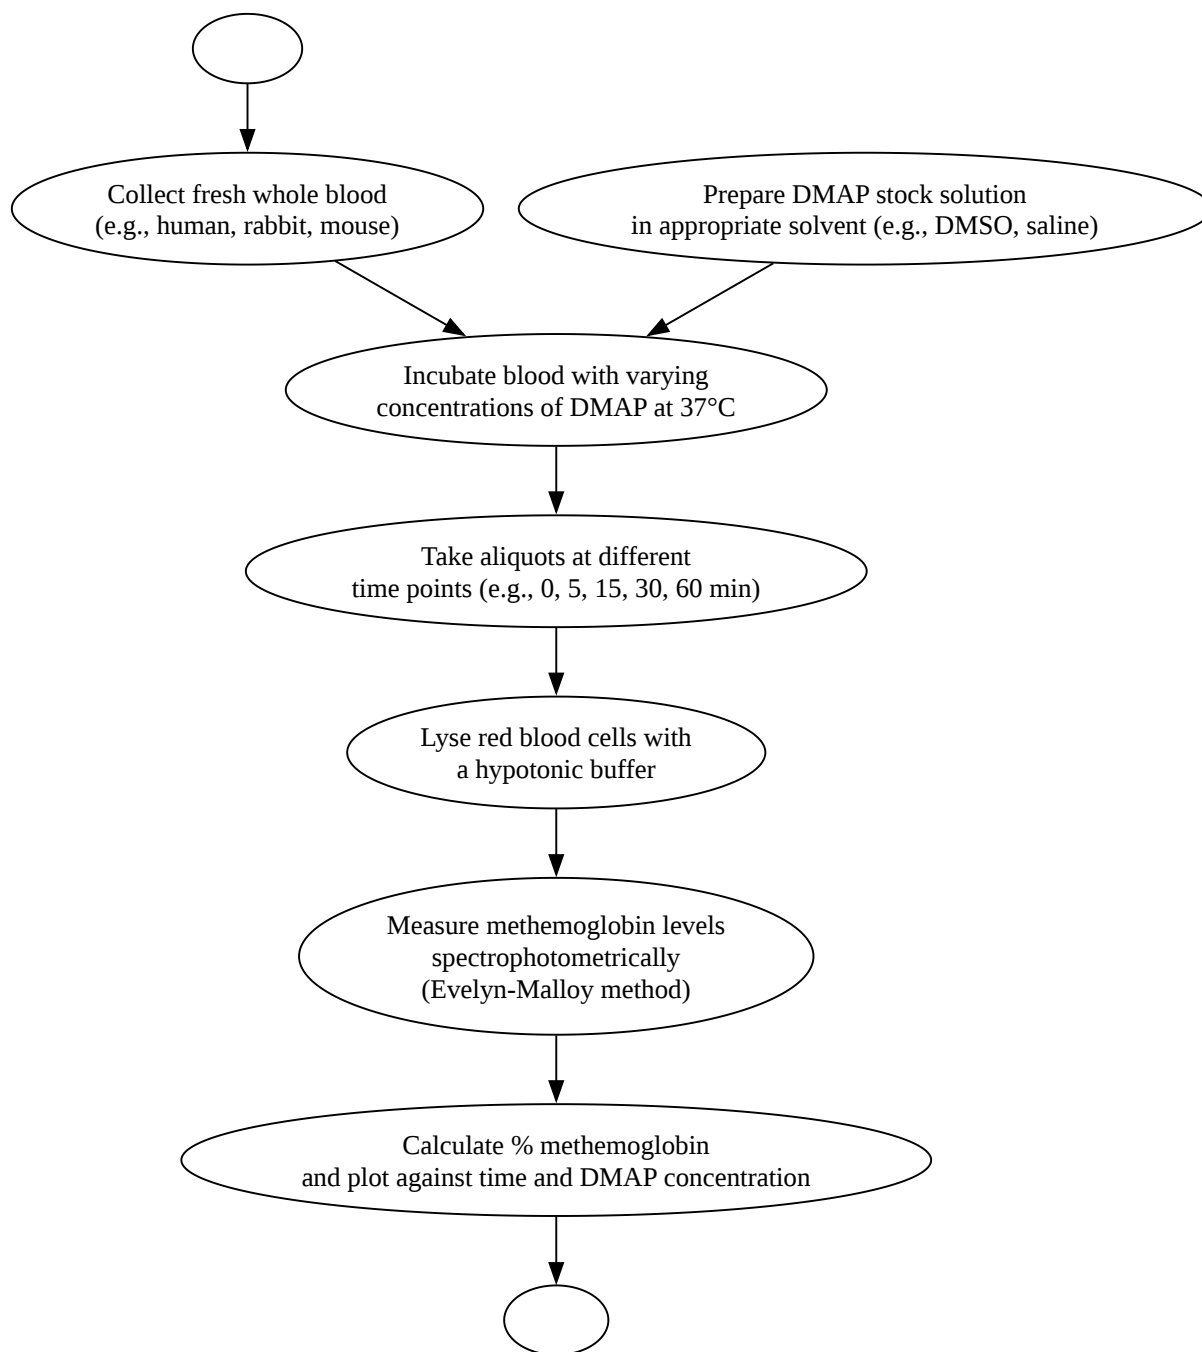 Collect fresh whole blood
(e.g., human, rabbit, mouse)
Prepare DMAP stock solution
in appropriate solvent (e.g., DMSO, saline)
Incubate blood with varying
concentrations of DMAP at 37°C
Take aliquots at different
time points (e.g., 0, 5, 15, 30, 60 min)
Lyse red blood cells with
a hypotonic buffer
Measure methemoglobin levels
spectrophotometrically
(Evelyn-Malloy method)
Calculate % methemoglobin
and plot against time and DMAP concentration